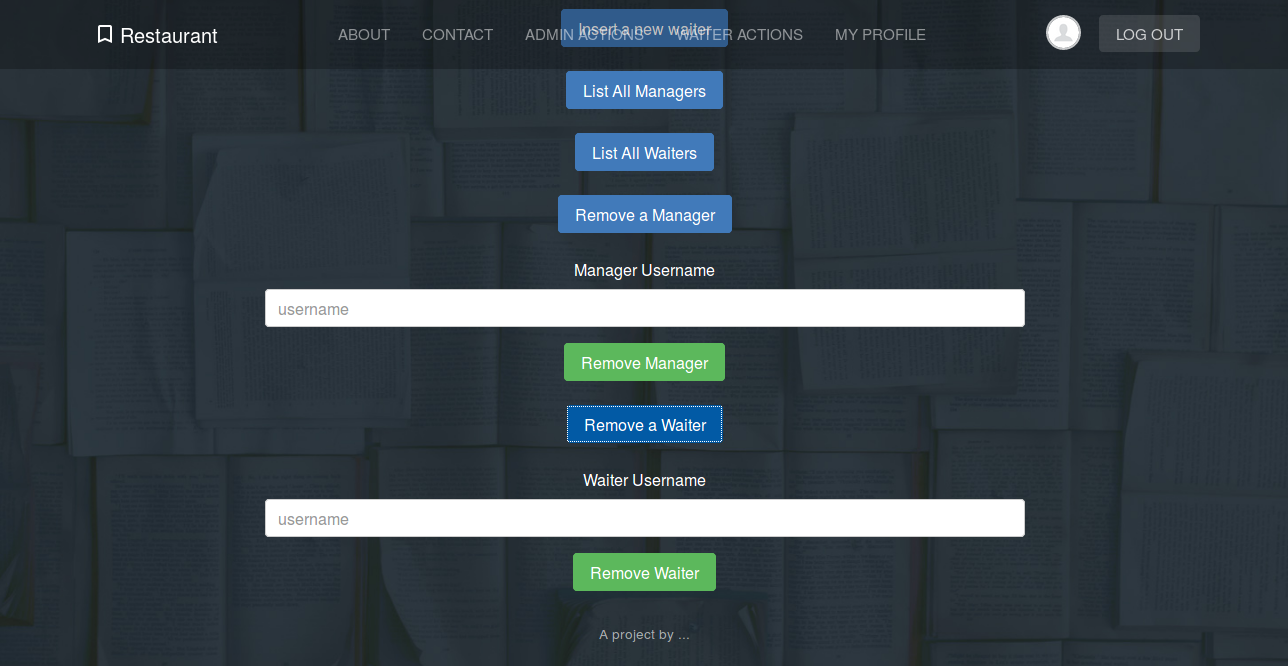 Restaurant
ABOUT
CONTACT
ADMIN ACTIONS
WAITER ACTIONS
MY PROFILE
LOG OUT
Insert a new waiter
List All Managers
List All Waiters
Remove a Manager
Manager Username
username
Remove Manager
Remove a Waiter
Waiter Username
username
Remove Waiter
A project by ...